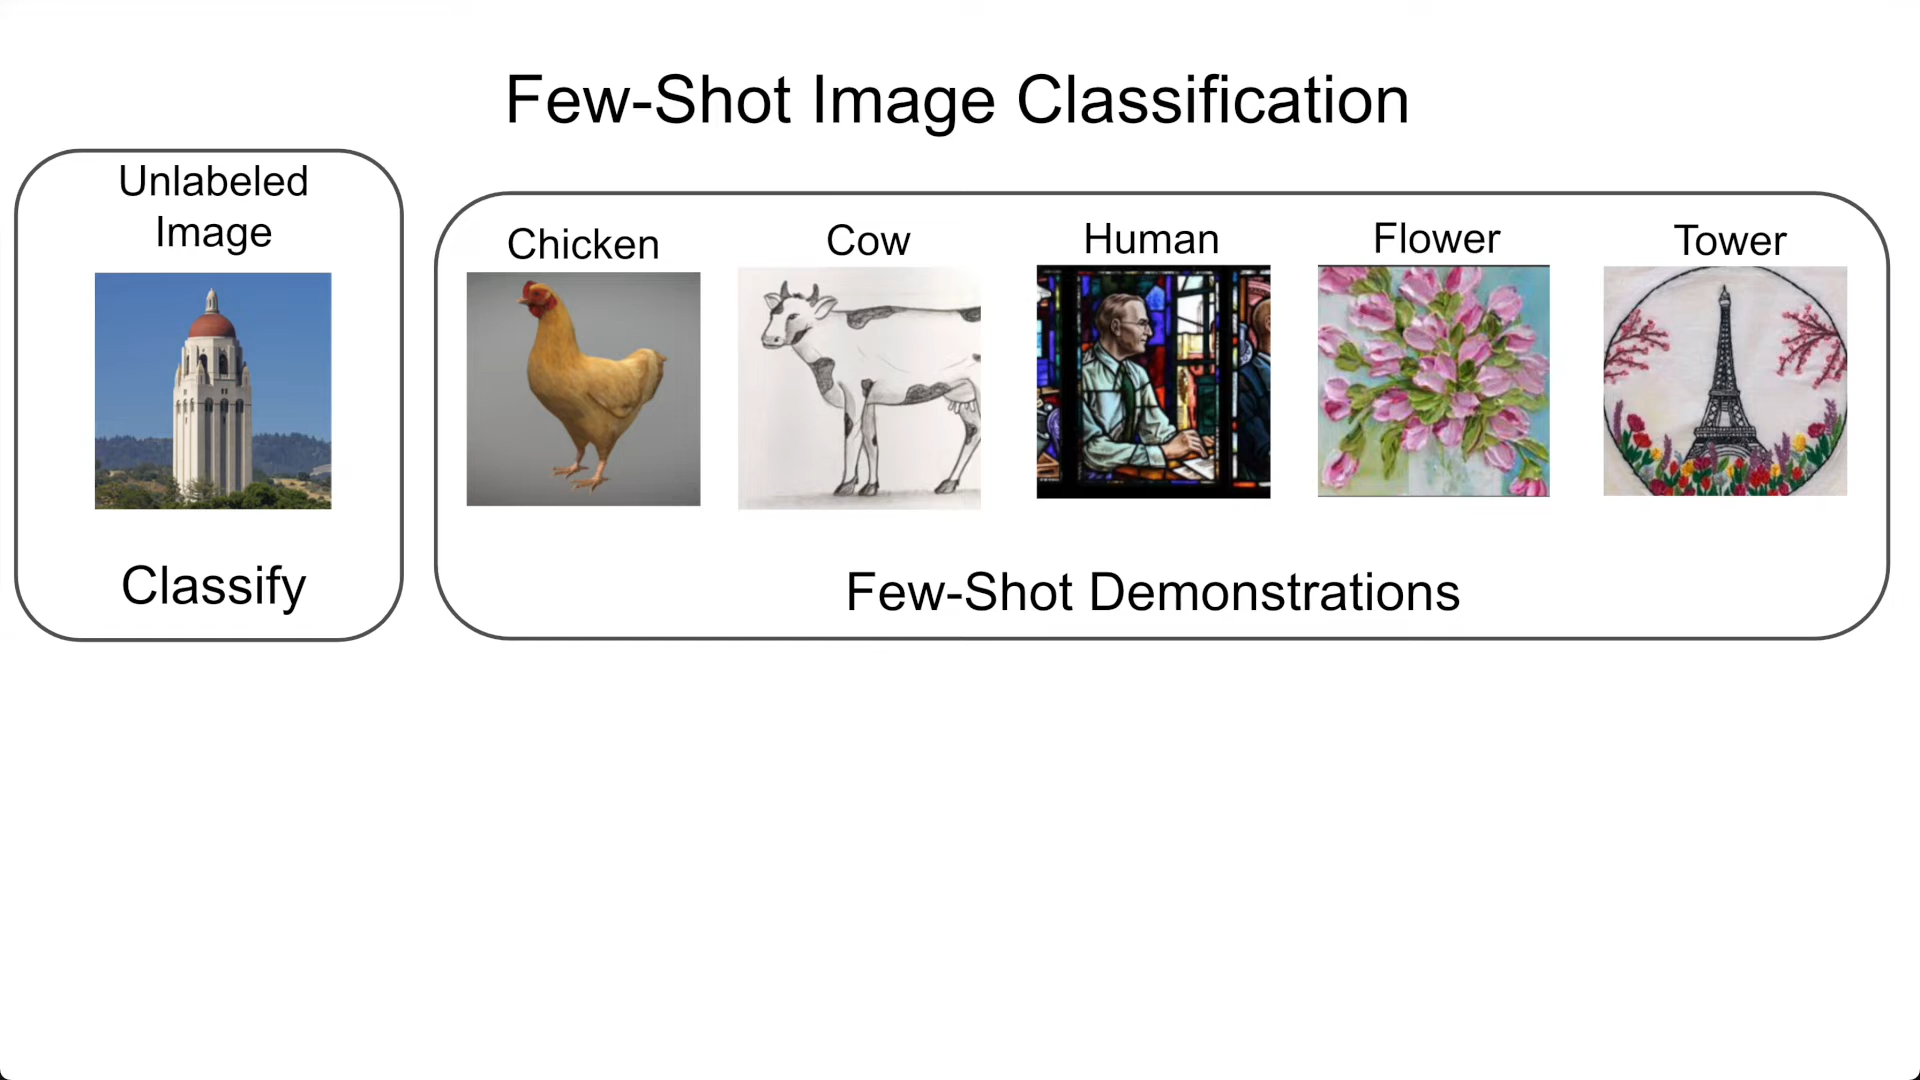 Few-Shot Image Classification
Unlabeled
Image
Classify
Chicken
Cow
Human
Flower
Tower
Few-Shot Demonstrations